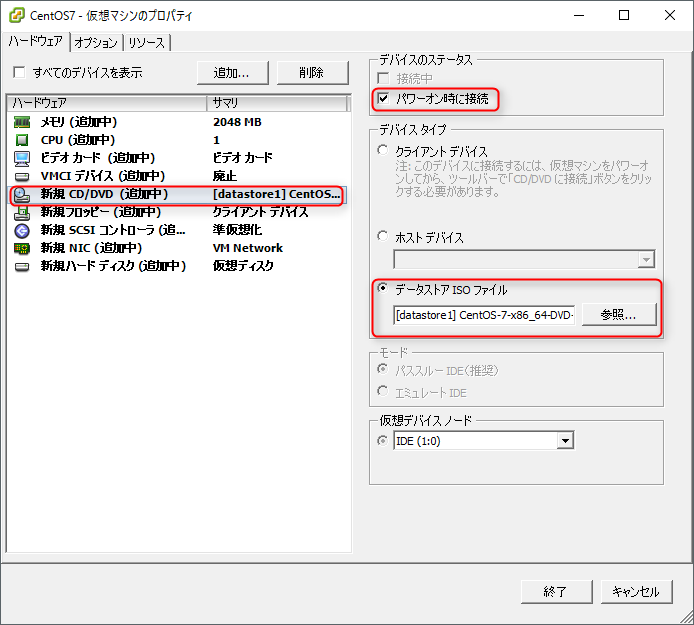 CentOS7 - 仮想マシンのプロパティ
ハードウェア オプション リソース
すべてのデバイスを表示 追加... 削除
ハードウェア サマリ
メモリ (追加中) 2048 MB
CPU (追加中) 1
ビデオ カード (追加中) ビデオ カード
VMCI デバイス (追加中) 廃止
新規 CD/DVD (追加中) [datastore1] CentOS...
新規フロッピー (追加中) クライアント デバイス
新規 SCSI コントローラ (追... 準仮想化
新規 NIC (追加中) VM Network
新規ハード ディスク (追加中) 仮想ディスク
デバイスのステータス
接続中
パワーオン時に接続
デバイス タイプ
クライアント デバイス
注: このデバイスに接続するには、仮想マシンをパワーオ
ンしてから、ツールバーで「CD/DVD に接続」ボタンをクリッ
クする必要があります。
ホスト デバイス
データストア ISO ファイル
[datastore1] CentOS-7-x86_64-DVD- 参照...
モード
パススルー IDE(推奨)
エミュレート IDE
仮想デバイス ノード
IDE (1:0)
終了 キャンセル